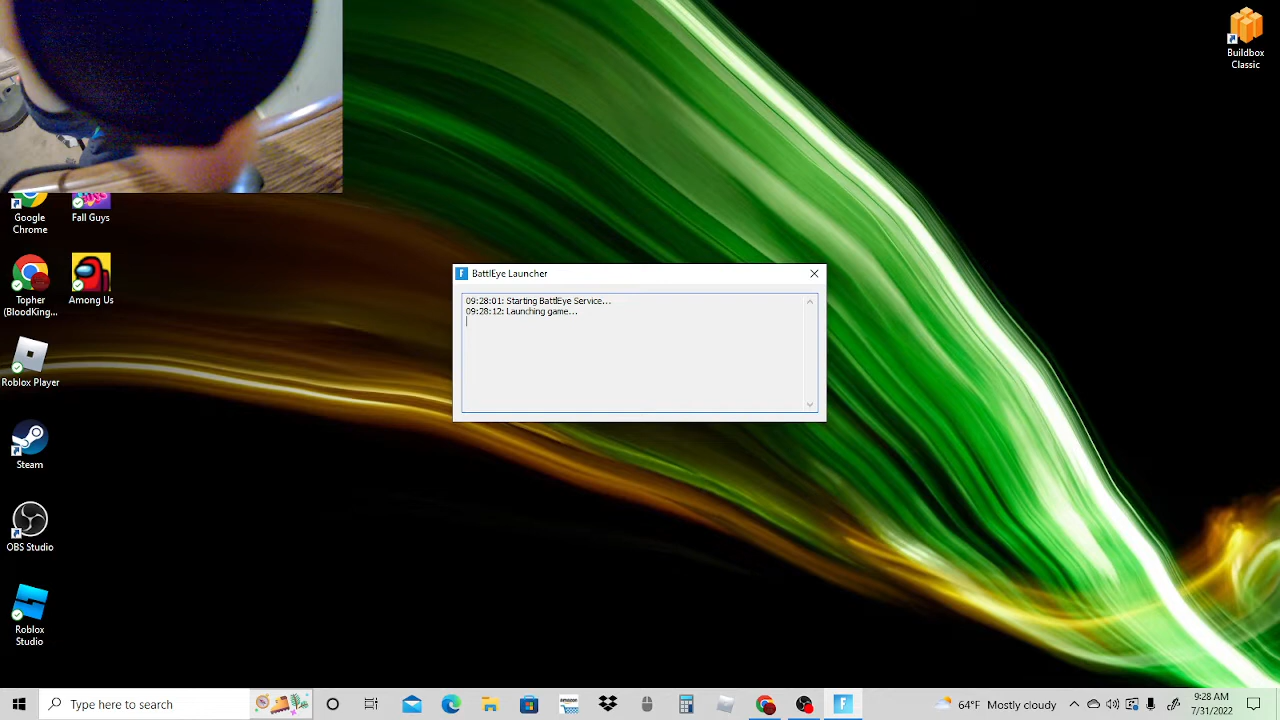 Buildbox
Classic
Google
Chrome
Fall Guys
Topher
(BloodKing...
Among Us
Roblox Player
Steam
OBS Studio
Roblox
Studio
F BattlEye Launcher
09:28:01: Starting BattlEye Service...
09:28:12: Launching game...
Type here to search
amazon
F
64°F Mostly cloudy
9:28 AM
7/31/2022